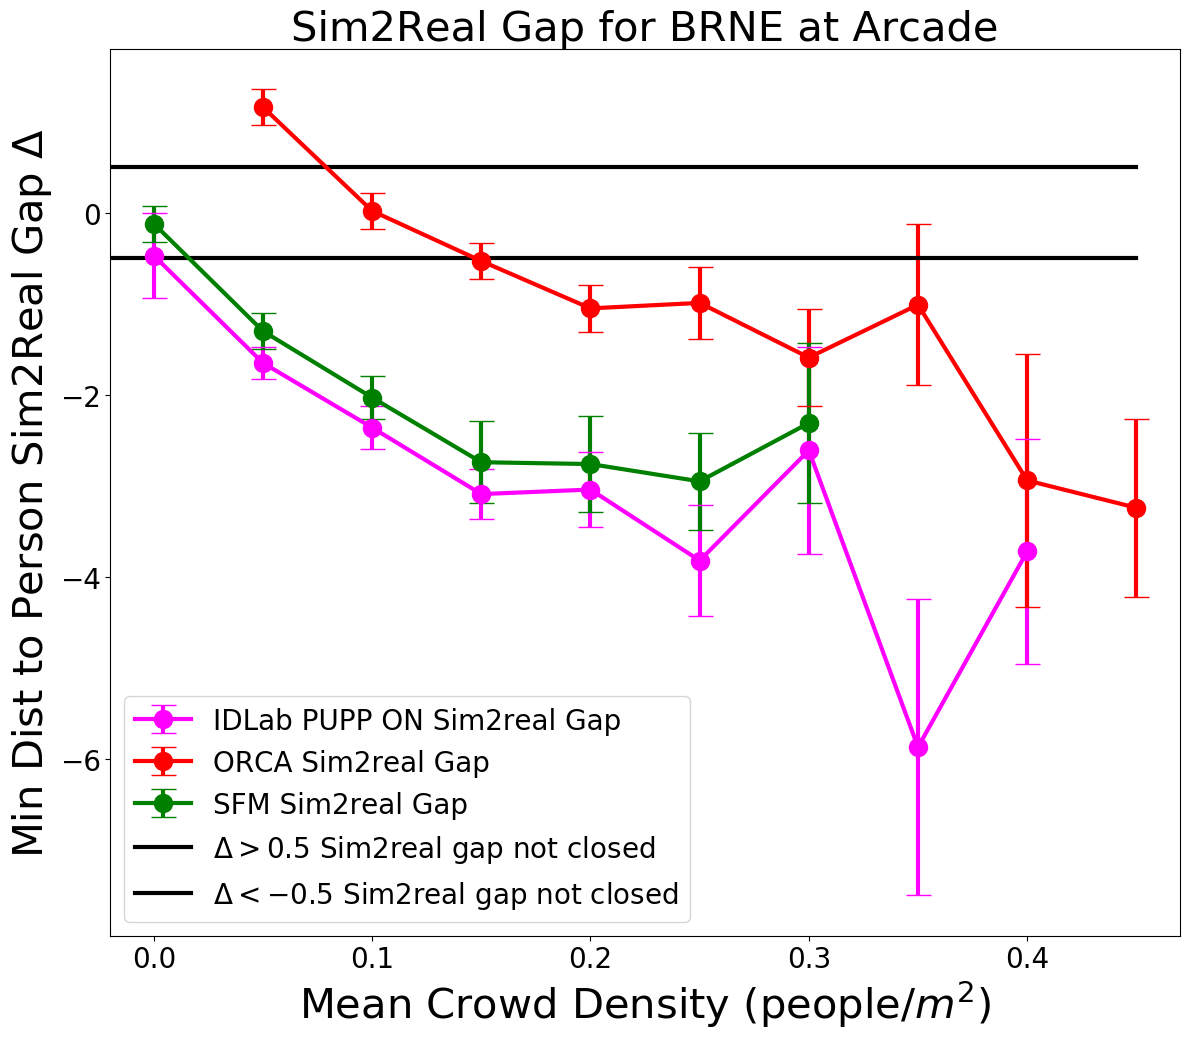 Sim2Real Gap for BRNE at Arcade
Min Dist to Person Sim2Real Gap Δ
0
−2
−4
−6
IDLab PUPP ON Sim2real Gap
ORCA Sim2real Gap
SFM Sim2real Gap
Δ > 0.5 Sim2real gap not closed
Δ < −0.5 Sim2real gap not closed
0.0 0.1 0.2 0.3 0.4
Mean Crowd Density (people/m²)